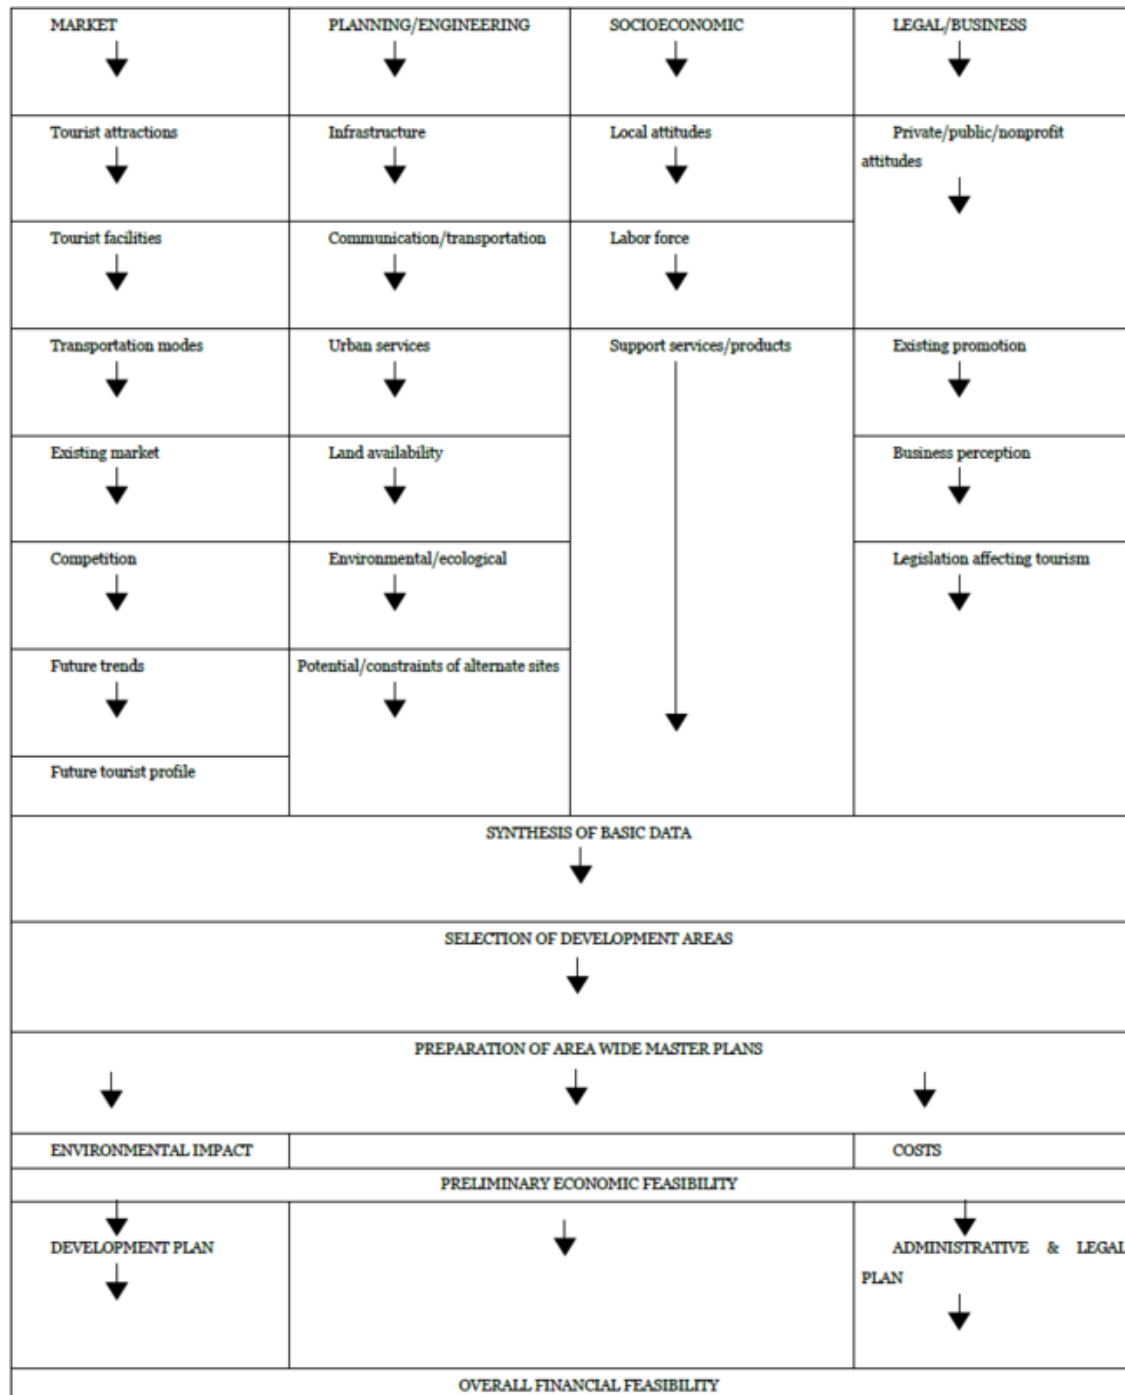 MARKET
PLANNING/ENGINEERING
SOCIOECONOMIC
LEGAL/BUSINESS
Tourist attractions
Infrastructure
Local attitudes
Private/public/nonprofit
attitudes
Tourist facilities
Communication/transportation
Labor force
Transportation modes
Urban services
Support services/products
Existing promotion
Existing market
Land availability
Business perception
Competition
Environmental/ecological
Legislation affecting tourism
Future trends
Potential/constraints of alternate sites
Future tourist profile
SYNTHESIS OF BASIC DATA
SELECTION OF DEVELOPMENT AREAS
PREPARATION OF AREA WIDE MASTER PLANS
ENVIRONMENTAL IMPACT
COSTS
PRELIMINARY ECONOMIC FEASIBILITY
DEVELOPMENT PLAN
ADMINISTRATIVE & LEGAL
PLAN
OVERALL FINANCIAL FEASIBILITY